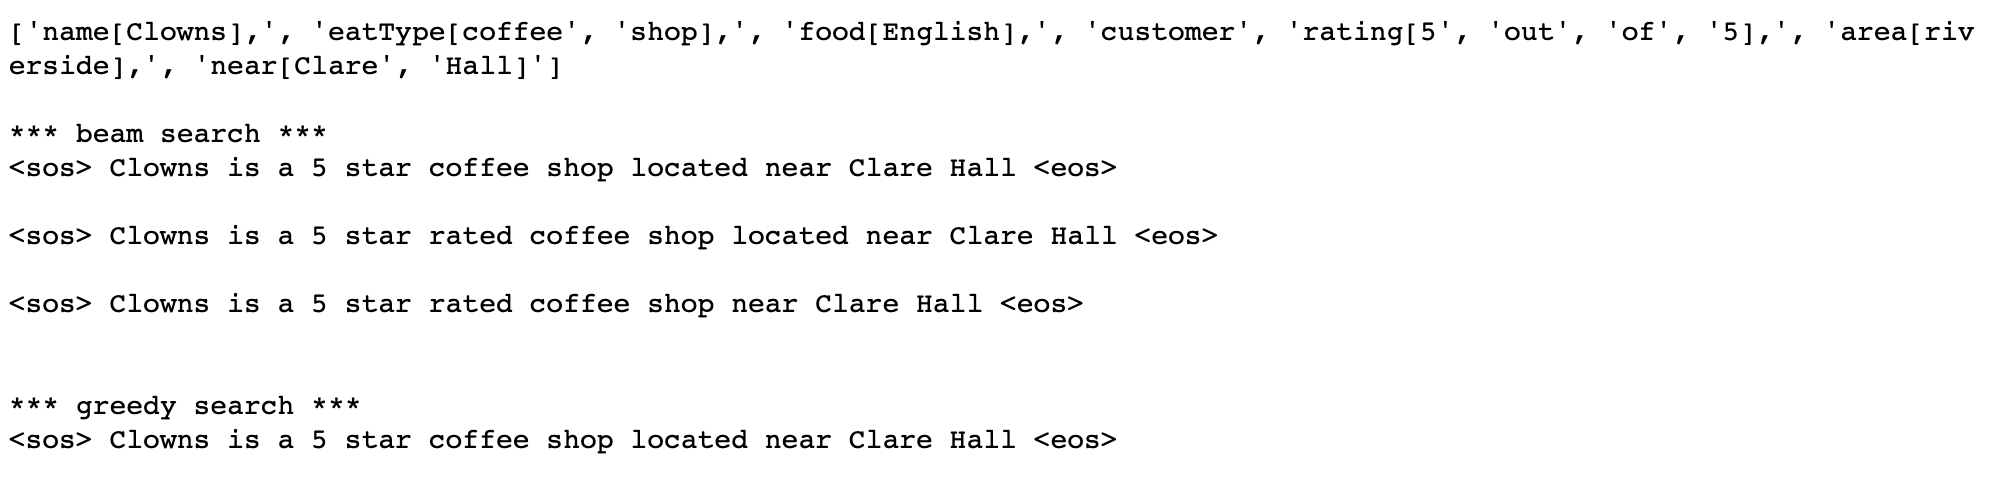 ['name[Clowns],', 'eatType[coffee', 'shop],', 'food[English],', 'customer', 'rating[5', 'out', 'of', '5],', 'area[riv
erside],', 'near[Clare', 'Hall]']
*** beam search ***
<sos> Clowns is a 5 star coffee shop located near Clare Hall <eos>
<sos> Clowns is a 5 star rated coffee shop located near Clare Hall <eos>
<sos> Clowns is a 5 star rated coffee shop near Clare Hall <eos>
*** greedy search ***
<sos> Clowns is a 5 star coffee shop located near Clare Hall <eos>